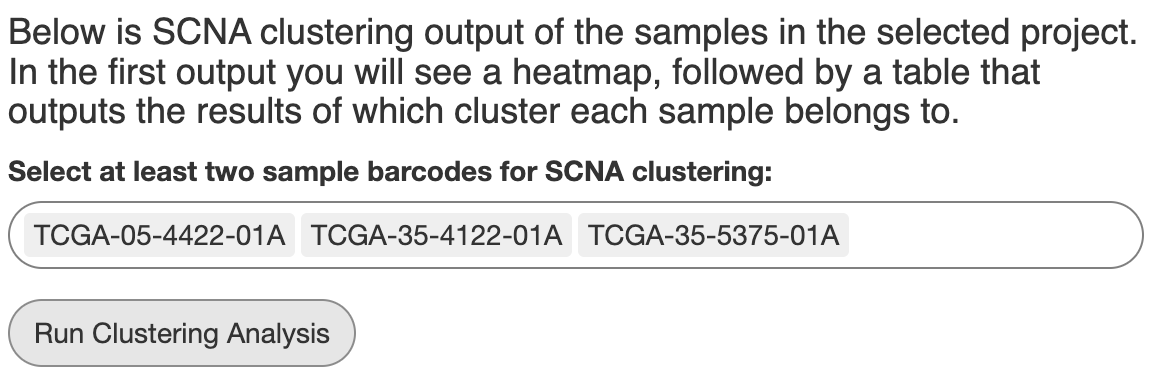 Below is SCNA clustering output of the samples in the selected project.
In the first output you will see a heatmap, followed by a table that
outputs the results of which cluster each sample belongs to.
Select at least two sample barcodes for SCNA clustering:
TCGA-05-4422-01A TCGA-35-4122-01A TCGA-35-5375-01A
Run Clustering Analysis